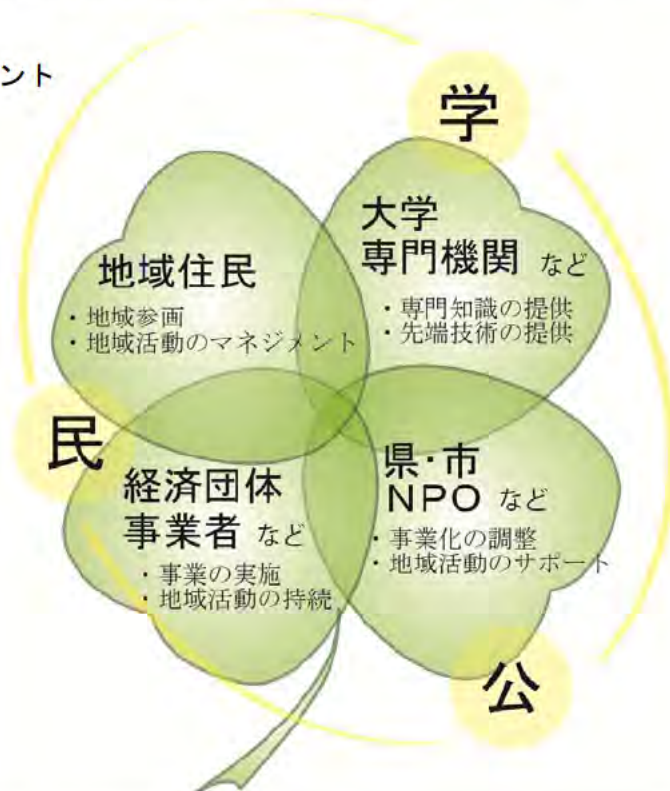 ント
学
大学
専門機関 など
・専門知識の提供
・先端技術の提供
地域住民
・地域参画
・地域活動のマネジメント
民
経済団体
事業者 など
・事業の実施
・地域活動の持続
県・市
NPO など
・事業化の調整
・地域活動のサポート
公